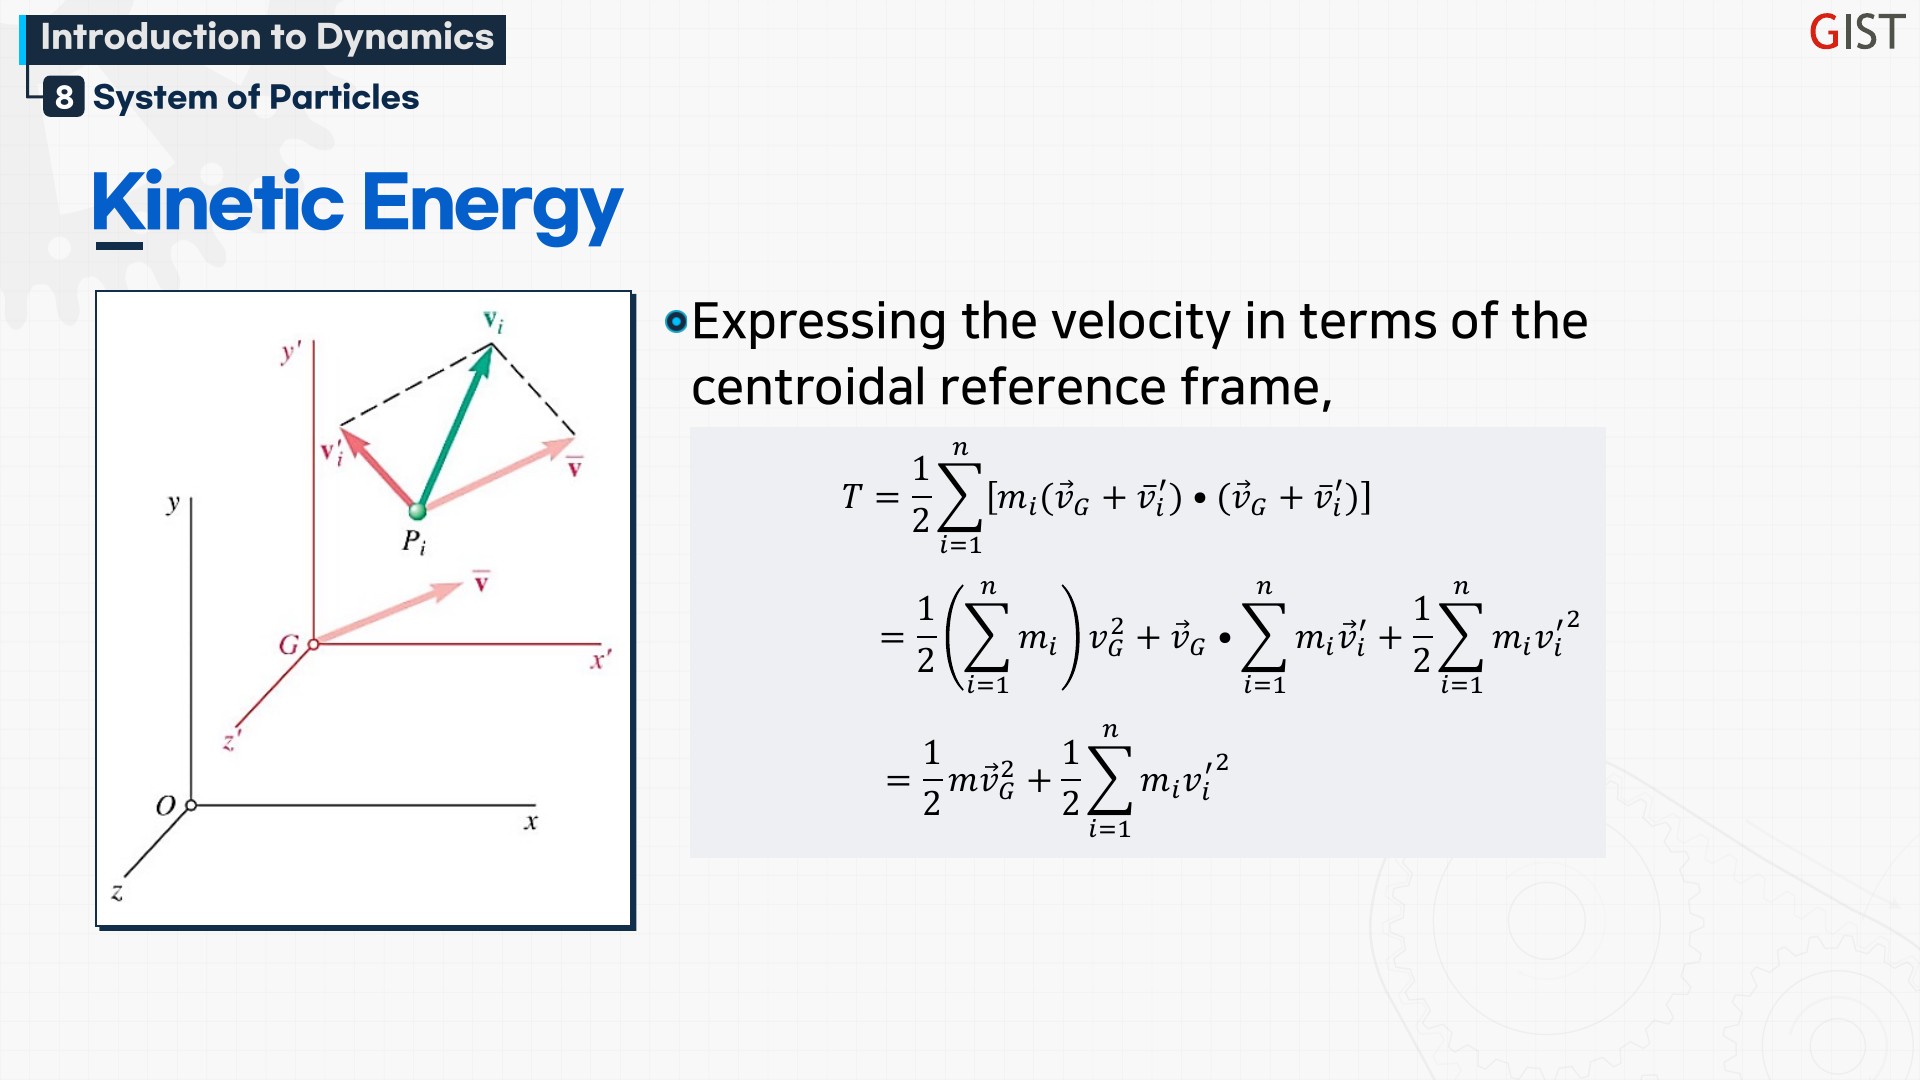 Introduction to Dynamics
GIST
8 System of Particles
Kinetic Energy
v_i
y'
v'_i
v̄
y
P_i
v̄
G
x'
z'
O
x
z
Expressing the velocity in terms of the
centroidal reference frame,
T = 1/2 ∑_{i=1}^{n} [m_i(v⃗_G + v̄_i′) • (v⃗_G + v̄_i′)]
= 1/2 (∑_{i=1}^{n} m_i) v_G^2 + v⃗_G • ∑_{i=1}^{n} m_i v⃗_i′ + 1/2 ∑_{i=1}^{n} m_i v_i′^2
= 1/2 m v⃗_G^2 + 1/2 ∑_{i=1}^{n} m_i v_i′^2